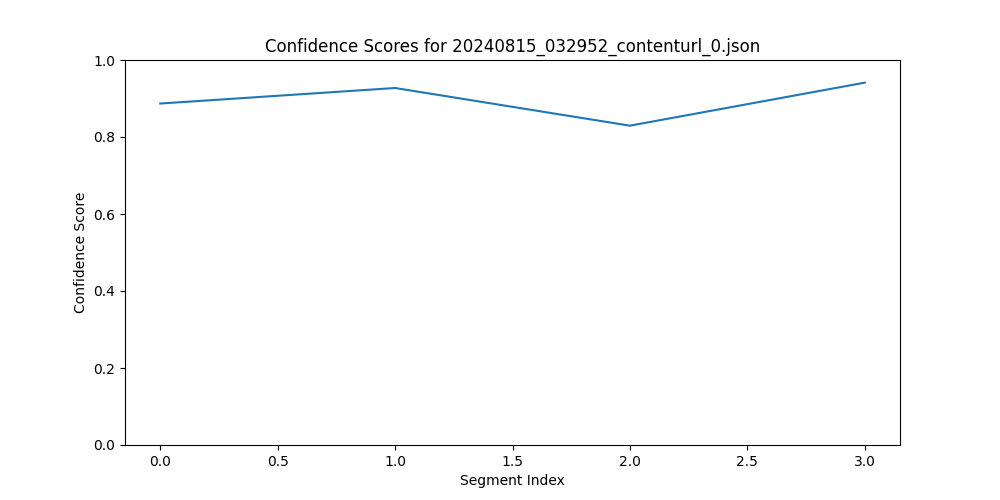 Confidence Scores for 20240815_032952_contenturl_0.json
1.0
0.8
0.6
0.4
0.2
0.0
Confidence Score
0.0 0.5 1.0 1.5 2.0 2.5 3.0
Segment Index